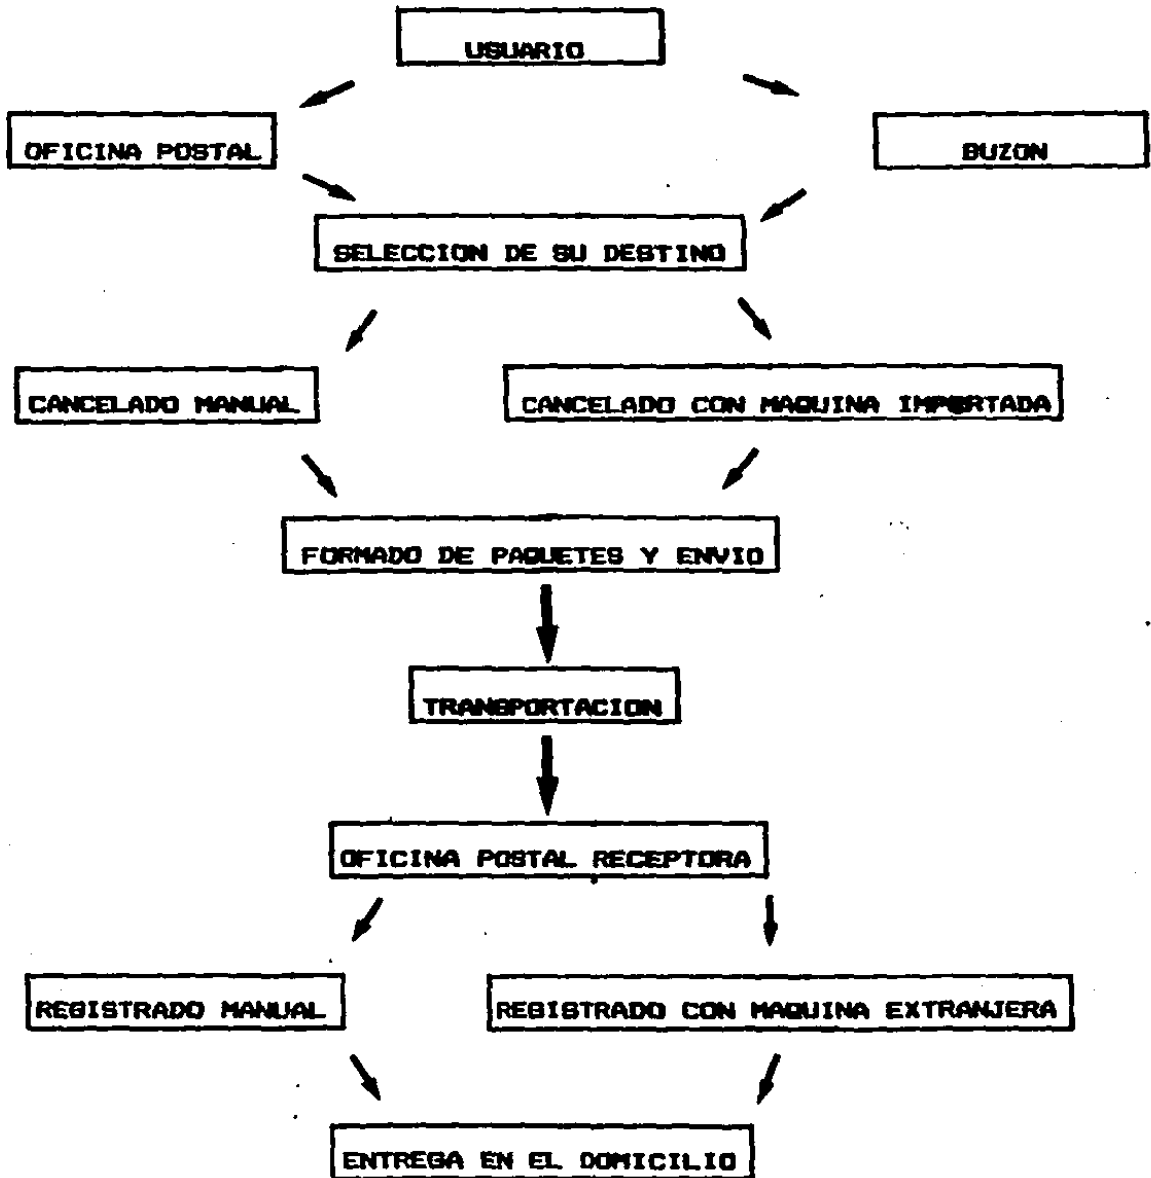 USUARIO
OFICINA POSTAL
BUZON
SELECCION DE SU DESTINO
CANCELADO MANUAL
CANCELADO CON MAQUINA IMPORTADA
FORMADO DE PAQUETES Y ENVIO
TRANSPORTACION
OFICINA POSTAL RECEPTORA
REGISTRADO MANUAL
REGISTRADO CON MAQUINA EXTRANJERA
ENTREGA EN EL DOMICILIO